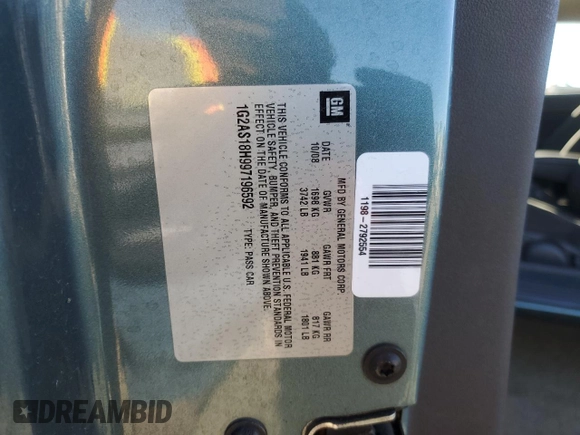 GM
MFD BY GENERAL MOTORS CORP
DATE GVWR GAWR FRT GAWR RR
10/08 1698 KG 881 KG 817 KG
3742 LB 1941 LB 1801 LB
THIS VEHICLE CONFORMS TO ALL APPLICABLE U.S. FEDERAL MOTOR
VEHICLE SAFETY, BUMPER, AND THEFT PREVENTION STANDARDS IN
EFFECT ON THE DATE OF MANUFACTURE SHOWN ABOVE.
1G2AS18H997196592 TYPE: PASS CAR
1198-2792554
DREAMBID